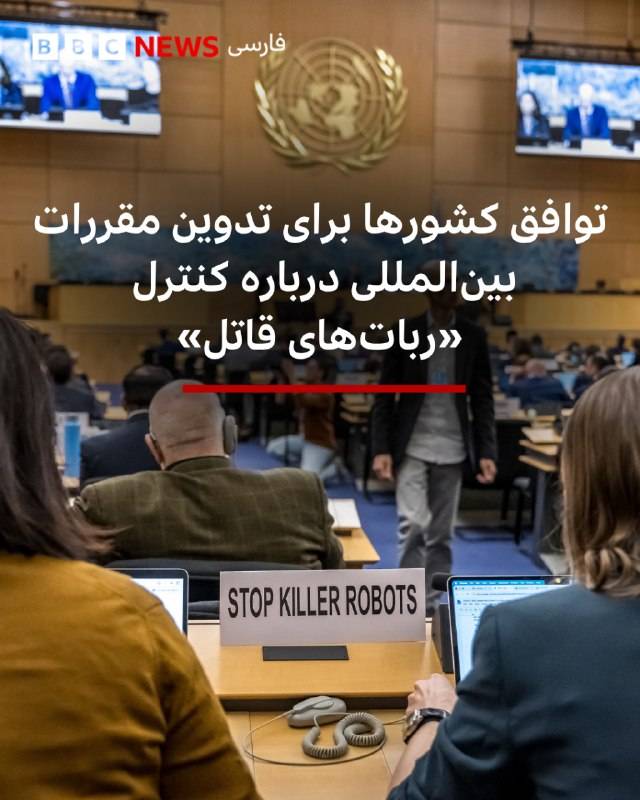 BBC NEWS فارسی
توافق کشورها برای تدوین مقررات
بین‌المللی درباره کنترل
«ربات‌های قاتل»
STOP KILLER ROBOTS